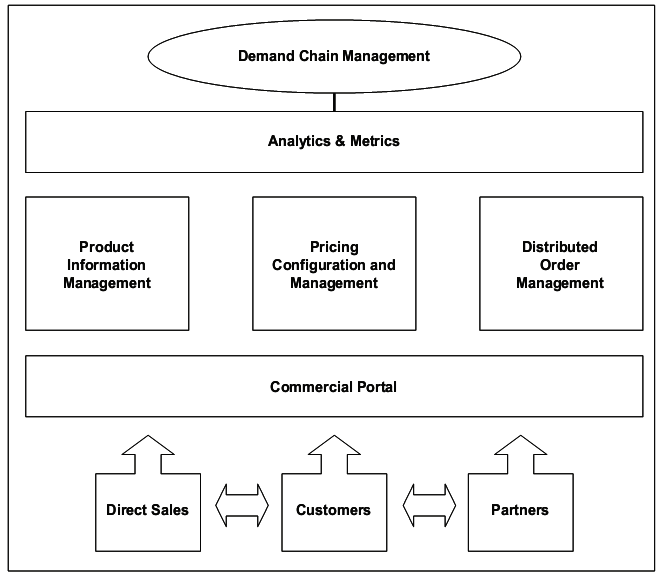 Demand Chain Management
Analytics & Metrics
Product
Information
Management
Pricing
Configuration and
Management
Distributed
Order
Management
Commercial Portal
Direct Sales
Customers
Partners